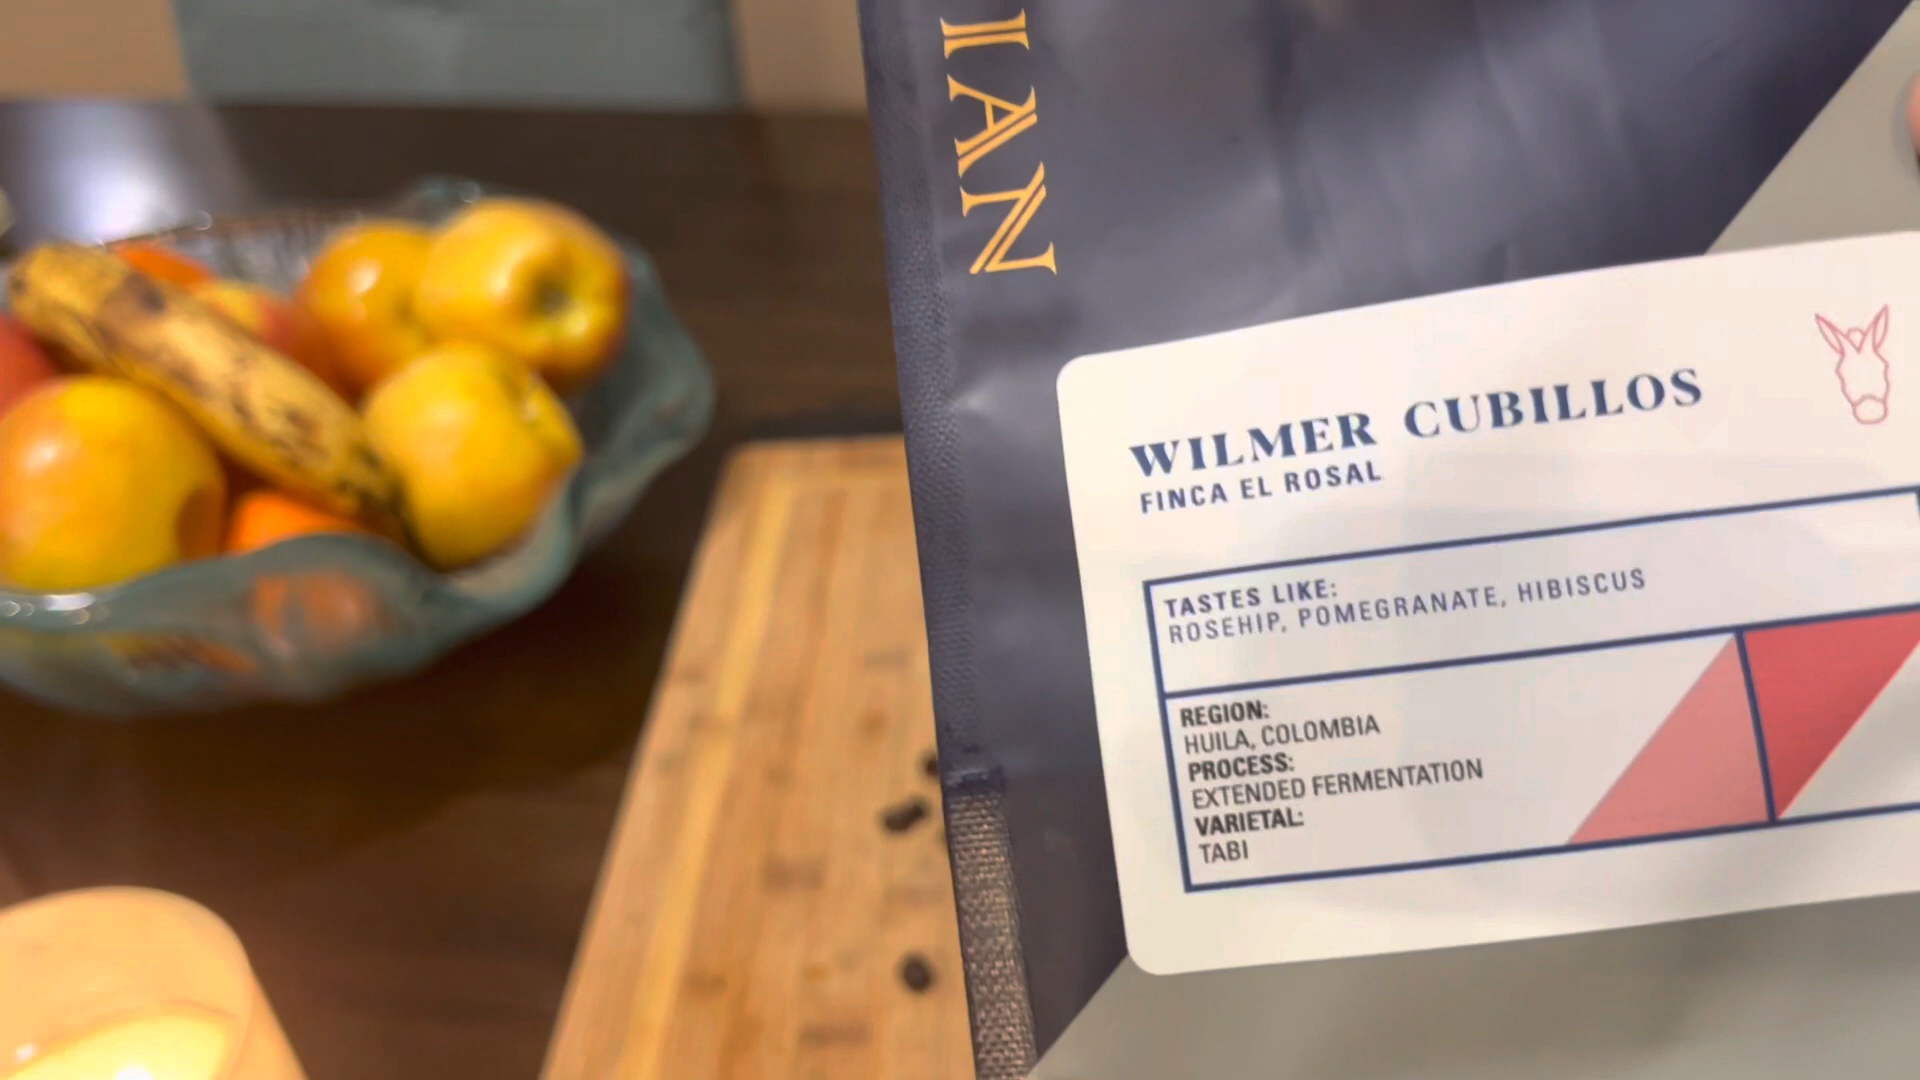 IAN
WILMER CUBILLOS
FINCA EL ROSAL
TASTES LIKE:
ROSEHIP, POMEGRANATE, HIBISCUS
REGION:
HUILA, COLOMBIA
PROCESS:
EXTENDED FERMENTATION
VARIETAL:
TABI